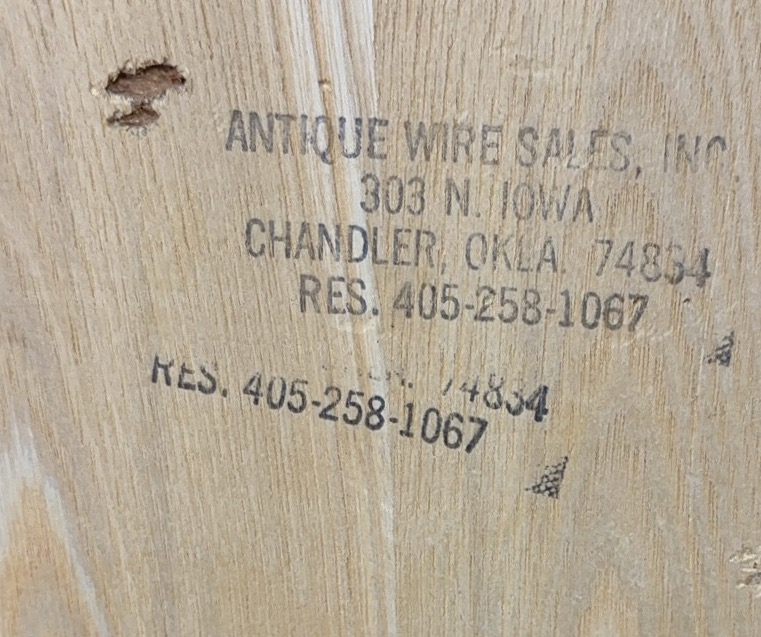 ANTIQUE WIRE SALES, INC.
303 N. IOWA
CHANDLER, OKLA. 74834
RES. 405-258-1067
74834
RES. 405-258-1067